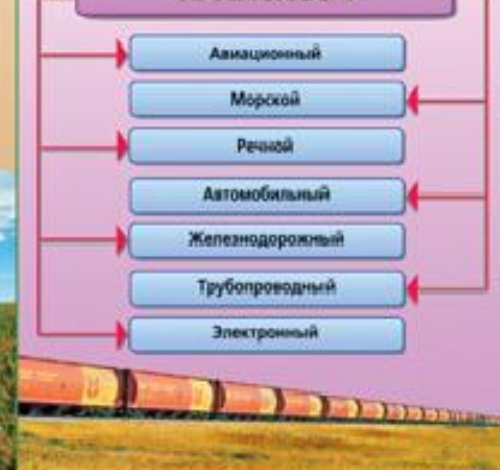 Авиационный
Морской
Речной
Автомобильный
Железнодорожный
Трубопроводный
Электронный